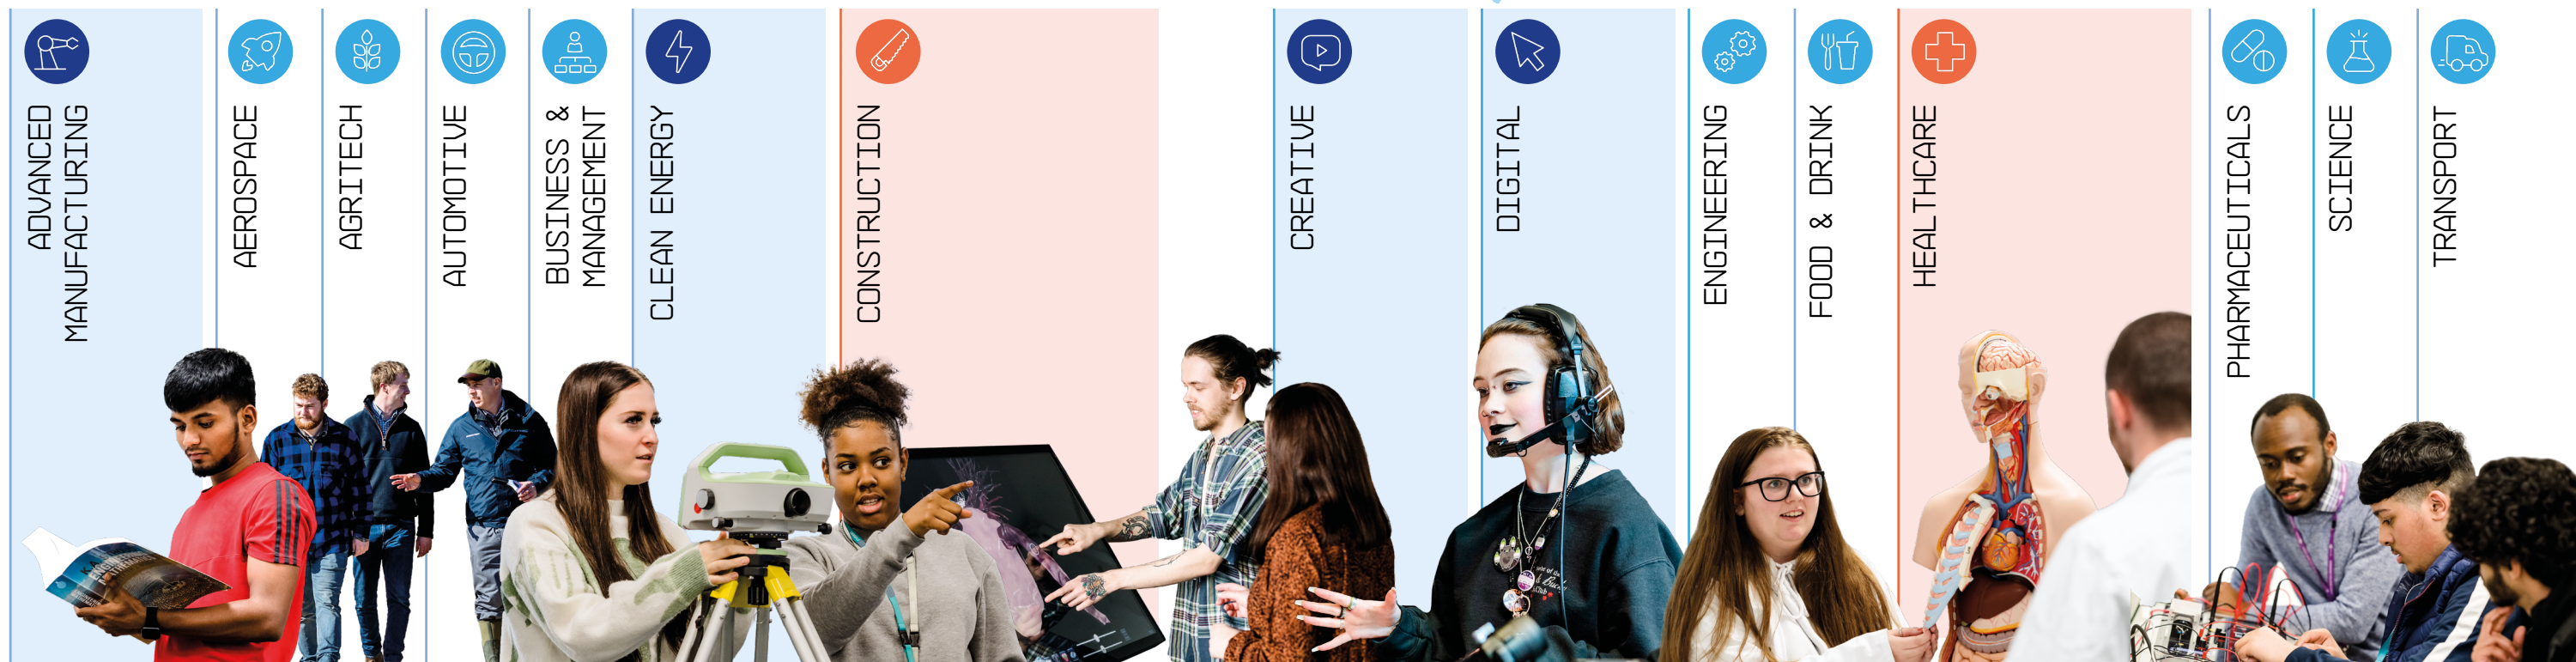 ADVANCED
MANUFACTURING
AEROSPACE
AGRITECH
AUTOMOTIVE
BUSINESS &
MANAGEMENT
CLEAN ENERGY
CONSTRUCTION
CREATIVE
DIGITAL
ENGINEERING
FOOD & DRINK
HEALTHCARE
PHARMACEUTICALS
SCIENCE
TRANSPORT